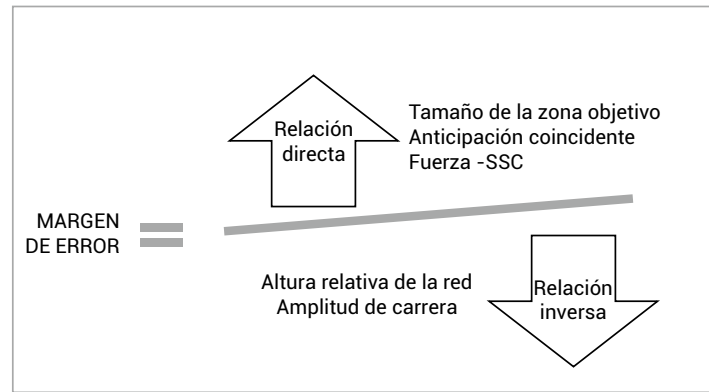 Relación
directa
Tamaño de la zona objetivo
Anticipación coincidente
Fuerza -SSC
MARGEN
DE ERROR
Altura relativa de la red
Amplitud de carrera
Relación
inversa